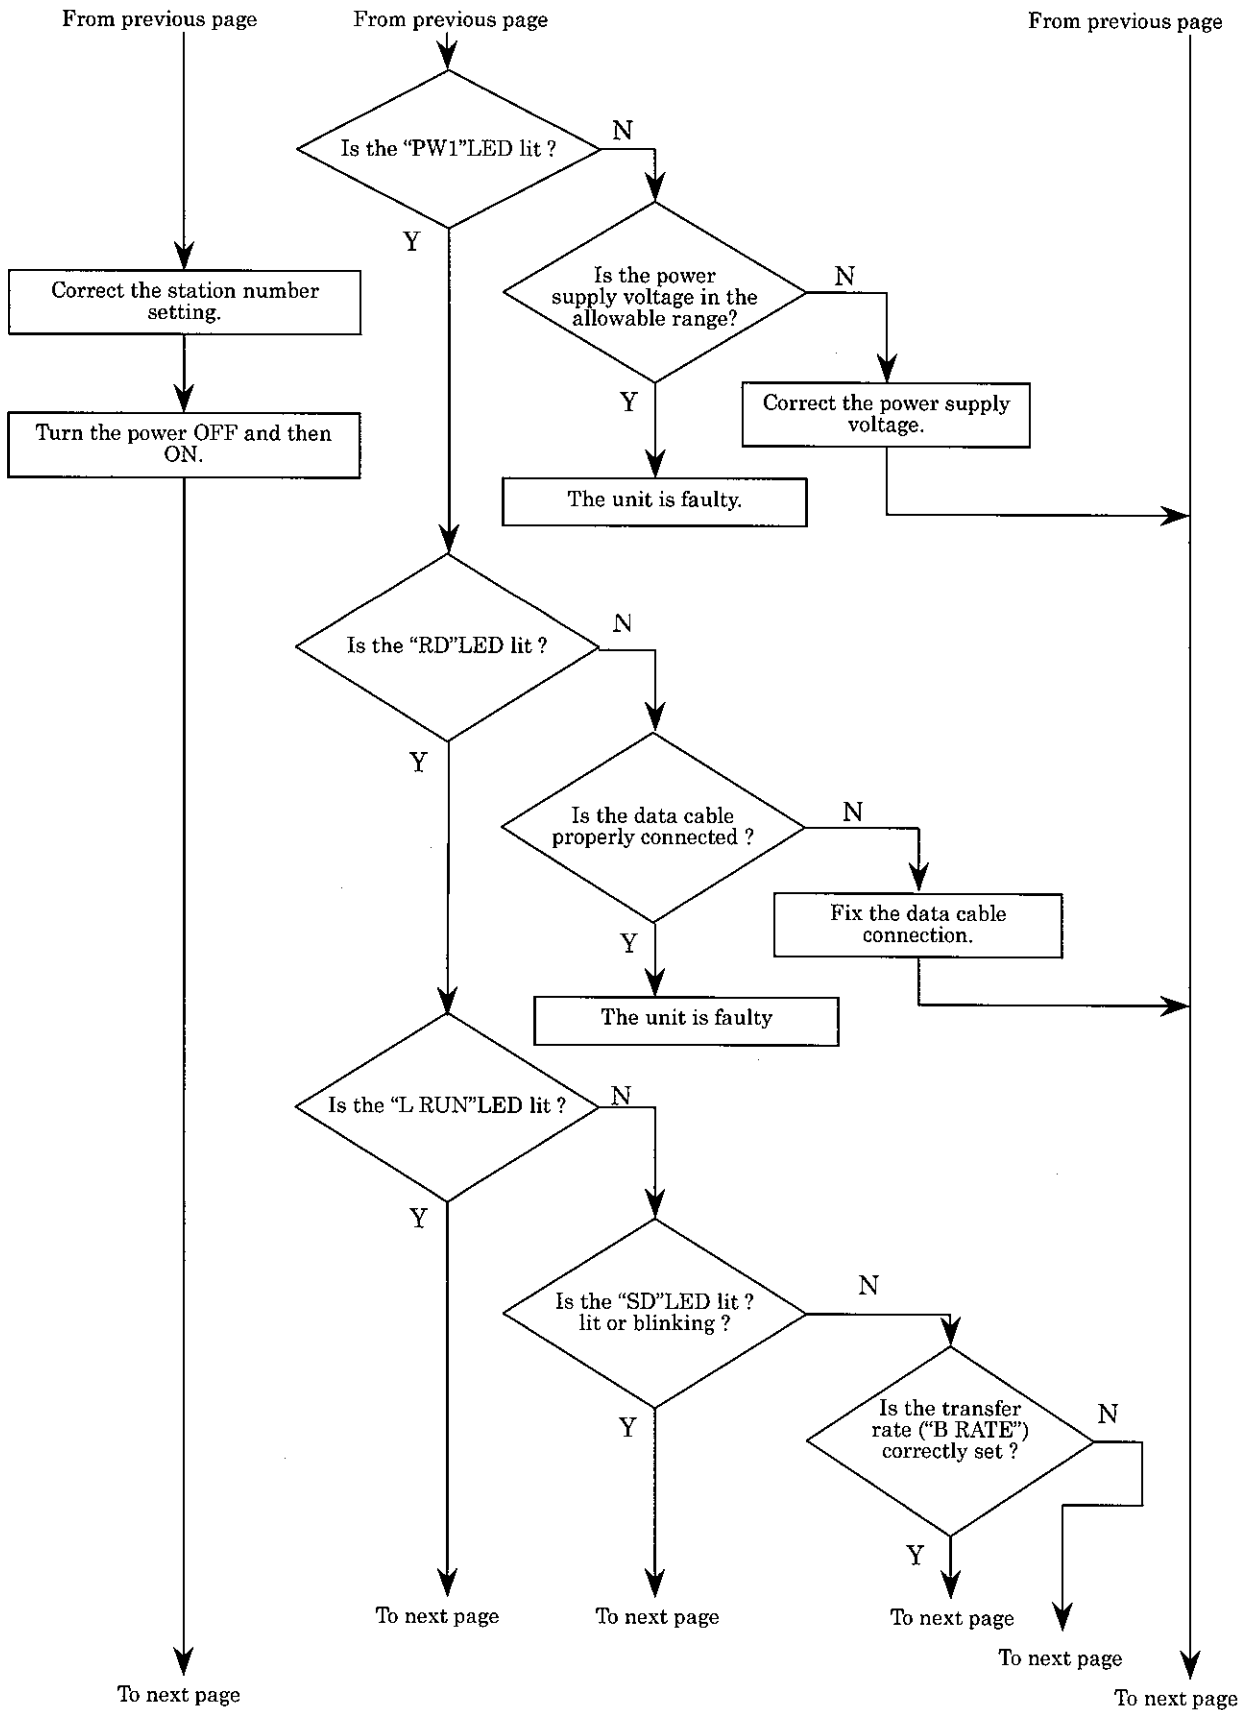 From previous page
From previous page
From previous page
Is the “PW1”LED lit ?
N
Y
Is the power
supply voltage in the
allowable range?
N
Correct the station number
setting.
Y
Correct the power supply
voltage.
Turn the power OFF and then
ON.
The unit is faulty.
Is the “RD”LED lit ?
N
Y
Is the data cable
properly connected ?
N
Fix the data cable
connection.
Y
The unit is faulty
Is the “L RUN”LED lit ?
N
Y
Is the “SD”LED lit ?
lit or blinking ?
N
Y
Is the transfer
rate (“B RATE”)
correctly set ?
N
Y
To next page
To next page
To next page
To next page
To next page
To next page